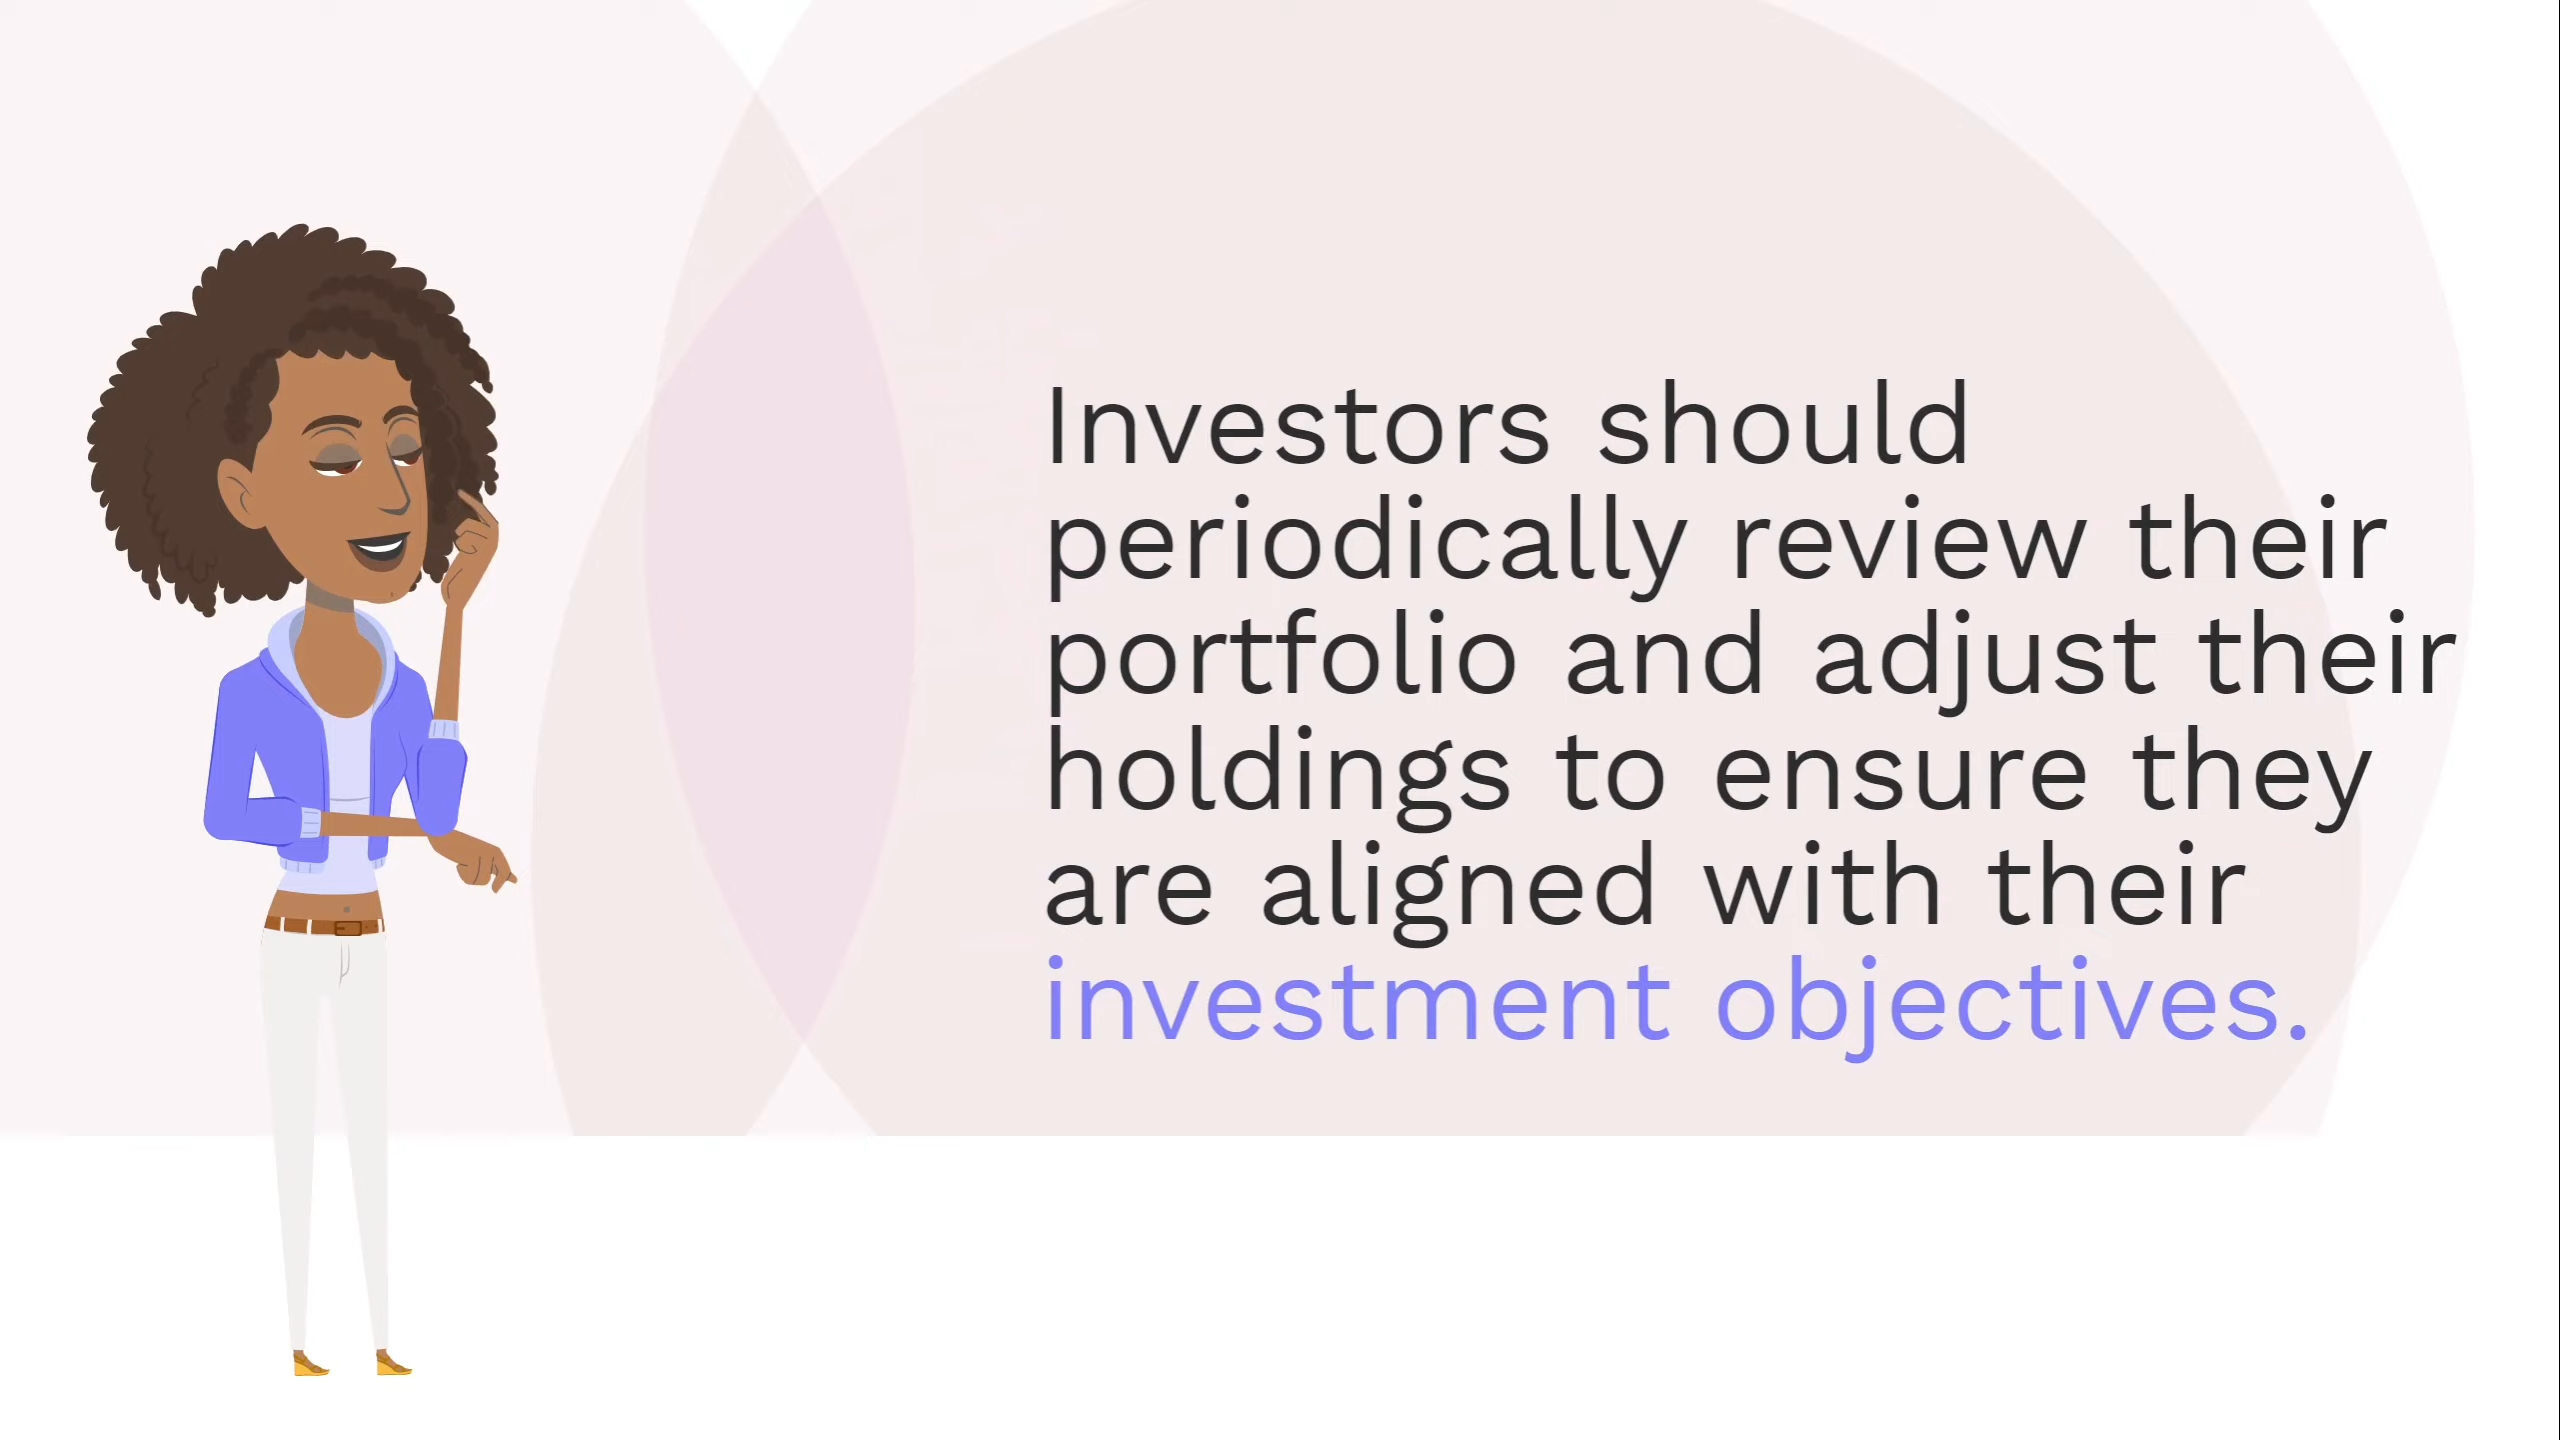 Investors should
periodically review their
portfolio and adjust their
holdings to ensure they
are aligned with their
investment objectives.